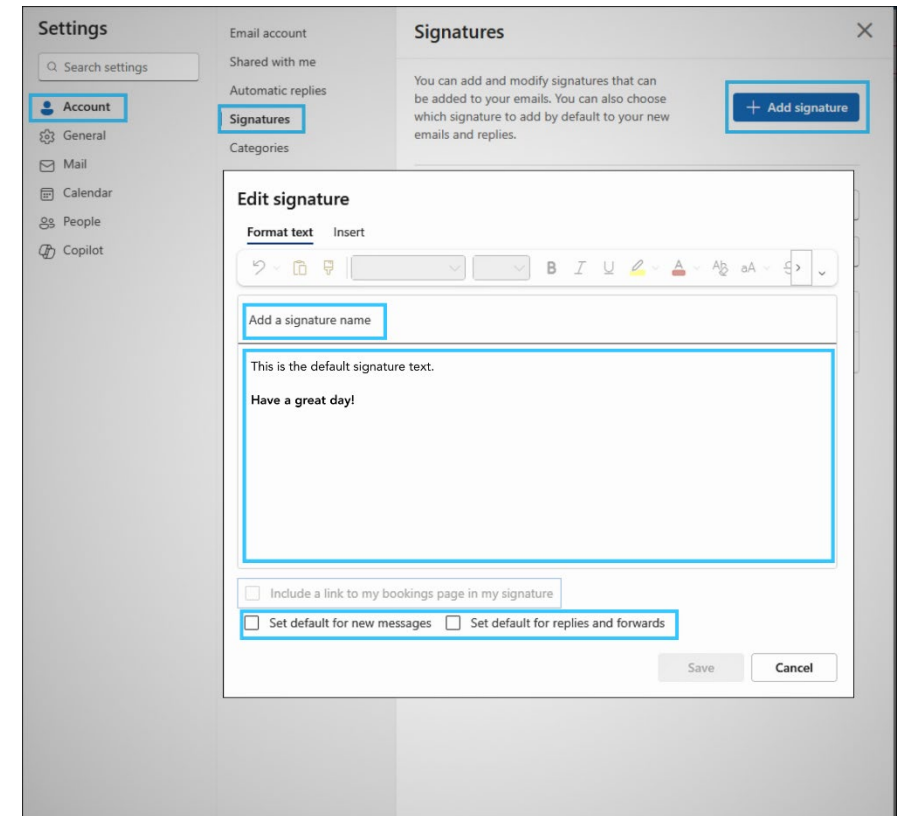 Settings
Search settings
Account
General
Mail
Calendar
People
Copilot
Email account
Shared with me
Automatic replies
Signatures
Categories
Signatures
You can add and modify signatures that can
be added to your emails. You can also choose
which signature to add by default to your new
emails and replies.
Add signature
Edit signature
Format text Insert
B I U A Ab aA S
Add a signature name
This is the default signature text.
Have a great day!
Include a link to my bookings page in my signature
Set default for new messages Set default for replies and forwards
Save Cancel